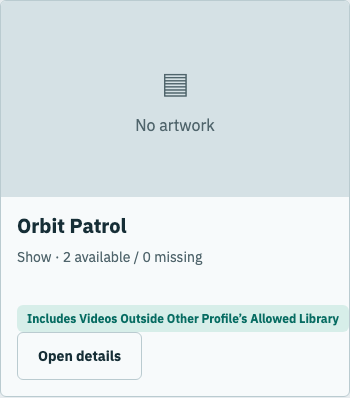 No artwork
Orbit Patrol
Show · 2 available / 0 missing
Includes Videos Outside Other Profile's Allowed Library
Open details